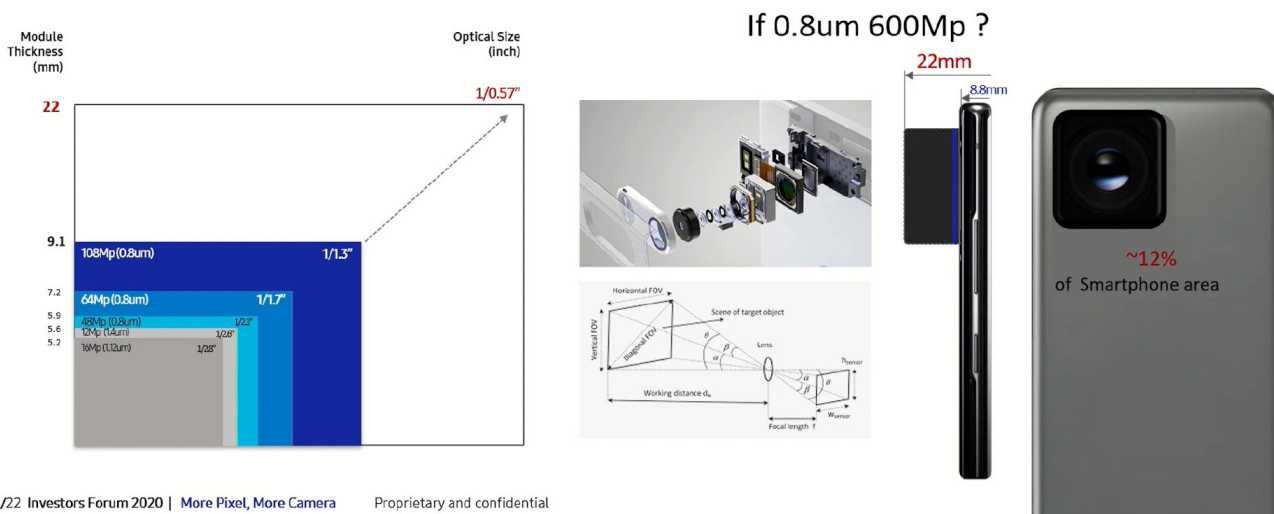 If 0.8um 600Mp ?
Module
Thickness
(mm)
Optical Size
(inch)
22
1/0.57"
9.1
108Mp(0.8um)
1/1.3"
7.2
64Mp(0.8um)
1/1.7"
5.9
48Mp (0.8um)
1/2.3"
5.6
12Mp (1.4um)
1/2.6"
5.2
16Mp (1.12um)
1/2.8"
Horizontal FOV
Vertical FOV
Diagonal FOV
Scene of target object
Lens
θ
β
α
α
β
θ
hsensor
wsensor
Working distance dw
Focal length f
22mm
8.8mm
~12%
of Smartphone area
/22 Investors Forum 2020 | More Pixel, More Camera Proprietary and confidential